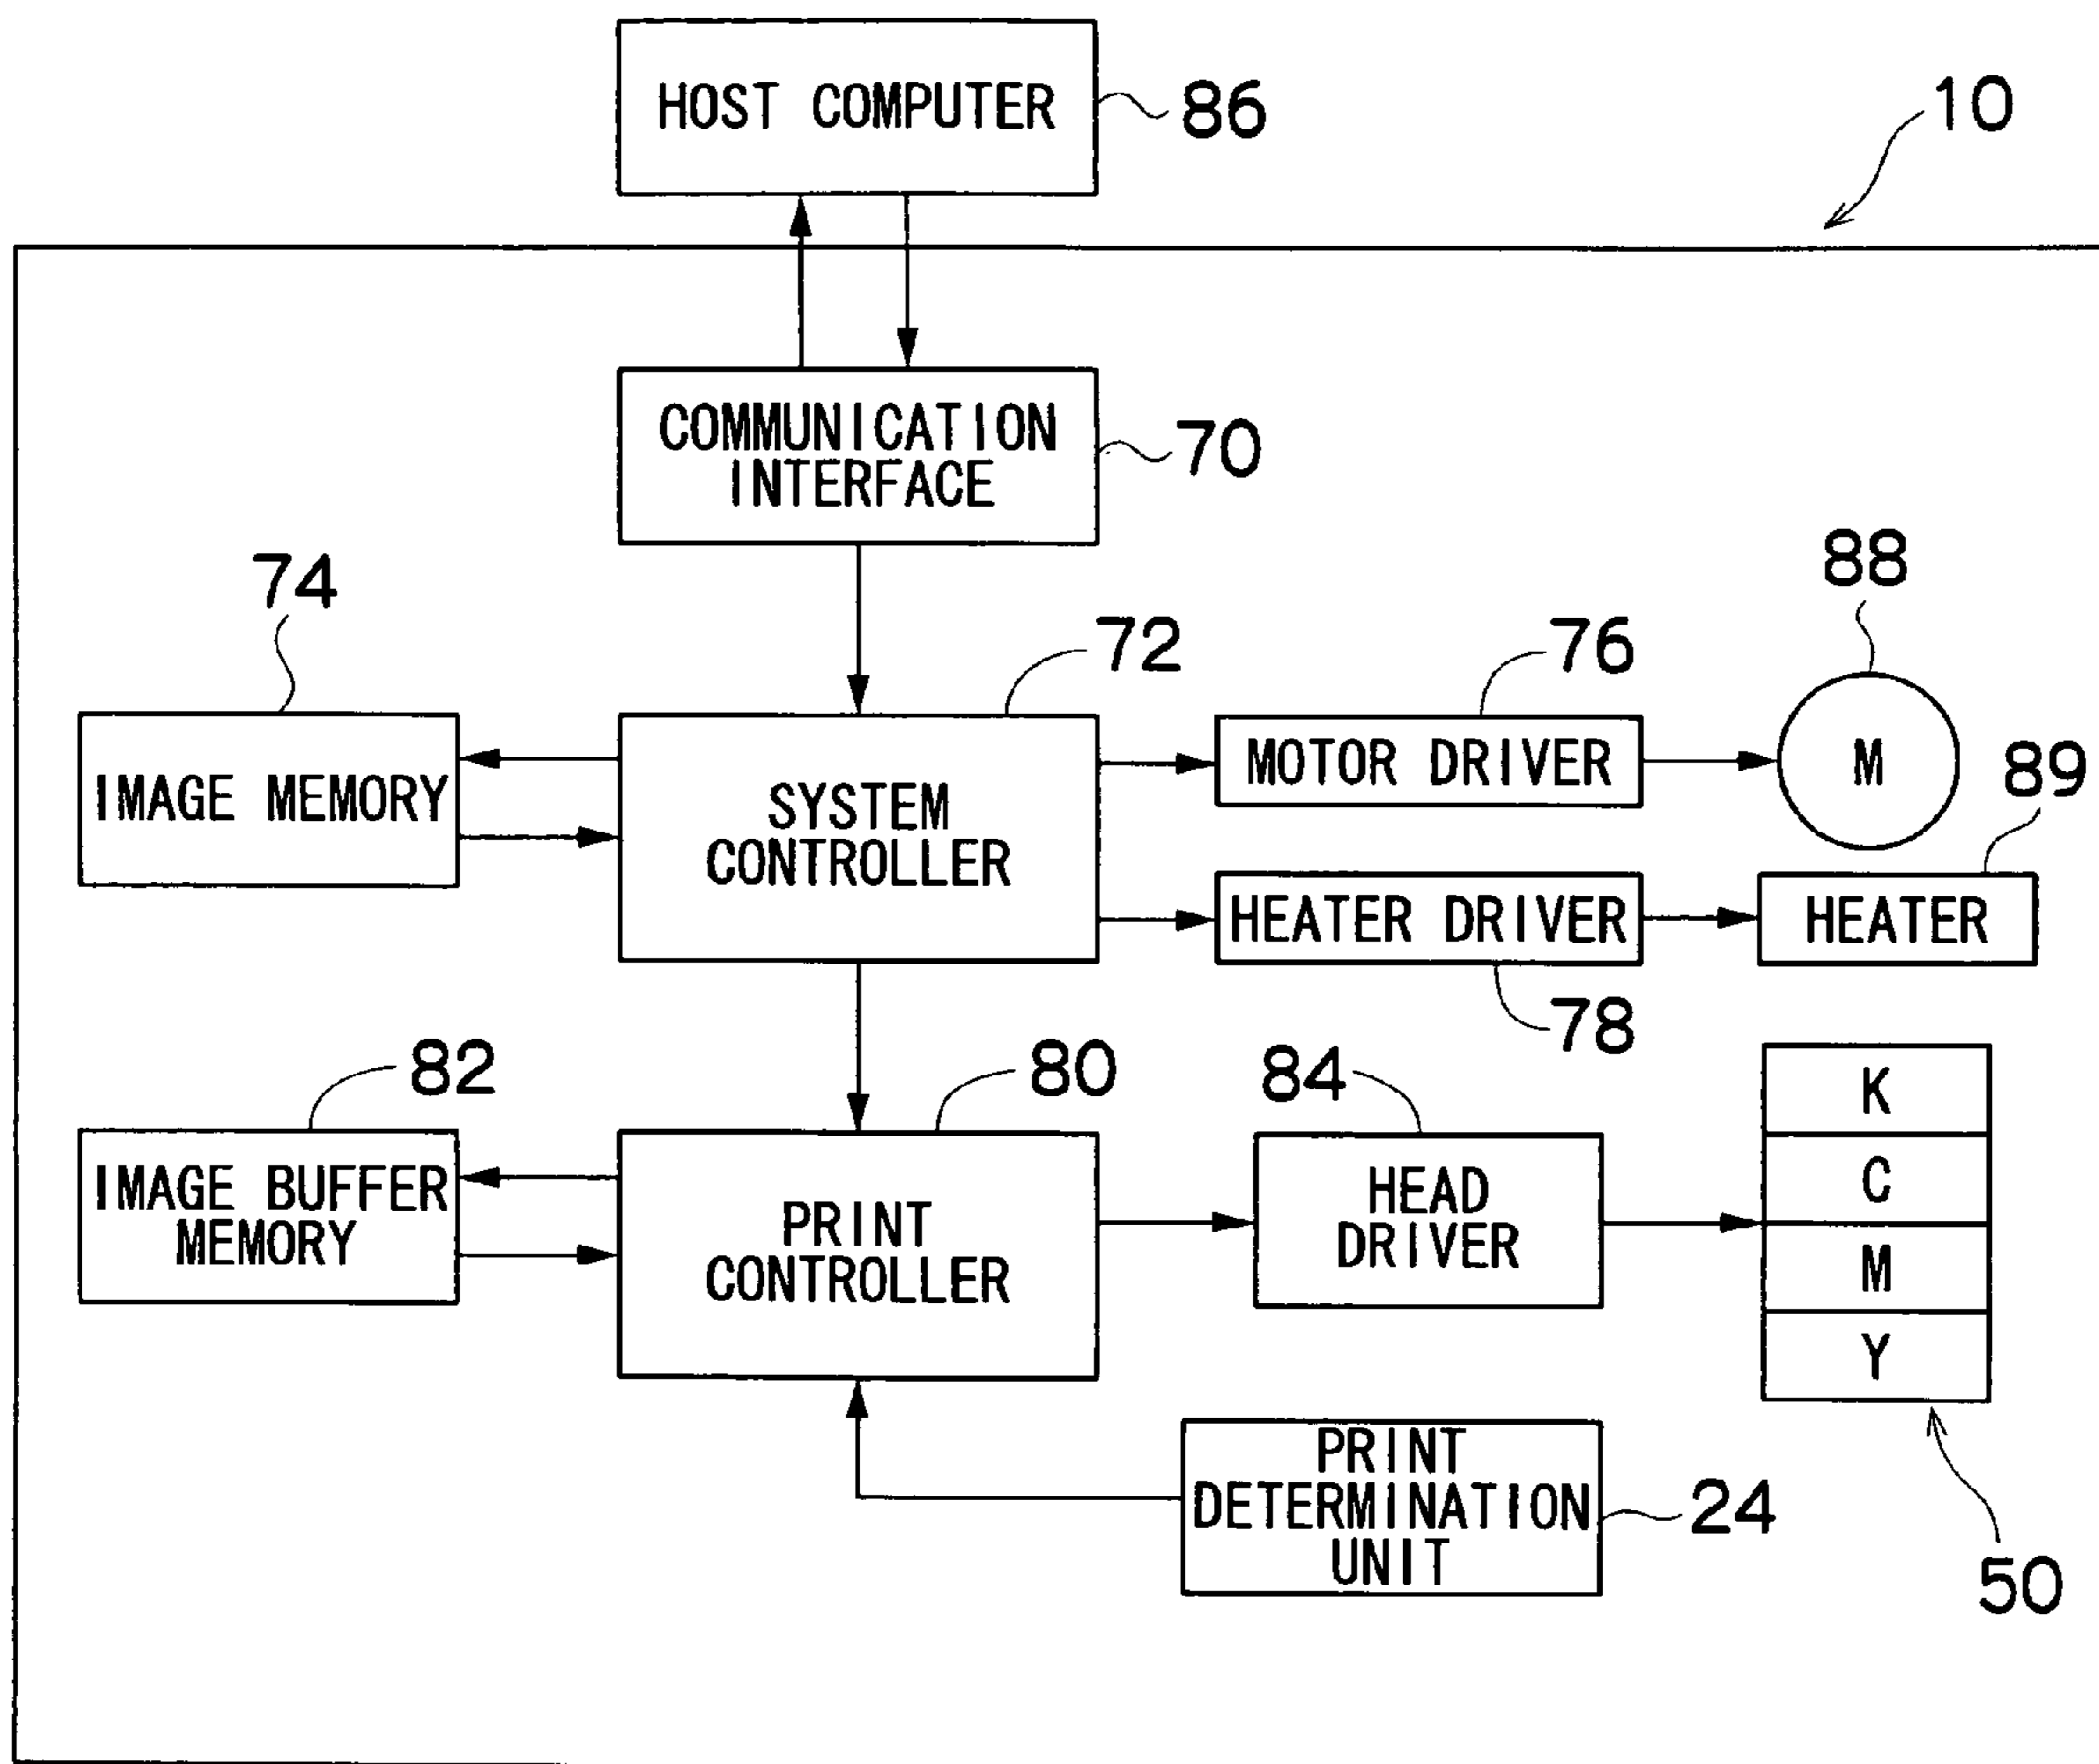 HOST COMPUTER
86
10
COMMUNICATION
INTERFACE
70
74
72
76
88
IMAGE MEMORY
SYSTEM
CONTROLLER
MOTOR DRIVER
M
89
HEATER DRIVER
HEATER
78
82
80
84
IMAGE BUFFER
MEMORY
PRINT
CONTROLLER
HEAD
DRIVER
K
C
M
Y
PRINT
DETERMINATION
UNIT
24
50